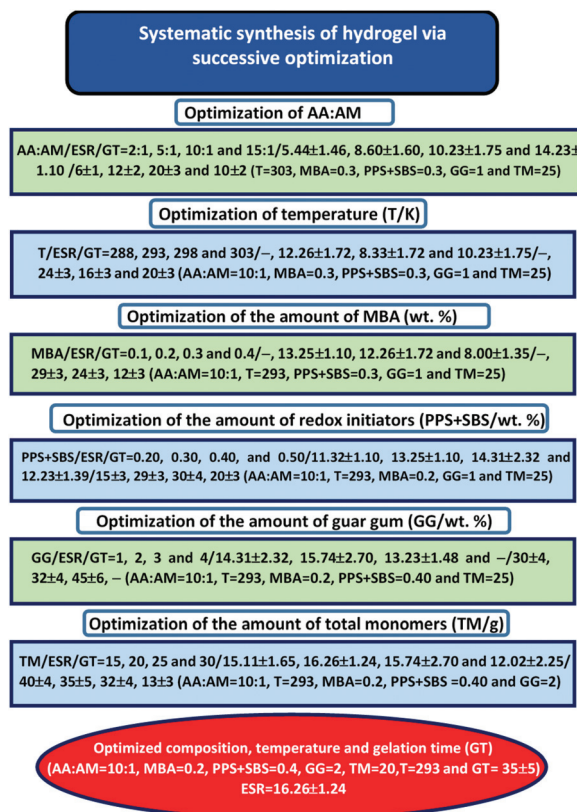 Systematic synthesis of hydrogel via
successive optimization
Optimization of AA:AM
AA:AM/ESR/GT=2:1, 5:1, 10:1 and 15:1/5.44±1.46, 8.60±1.60, 10.23±1.75 and 14.23±
1.10 /6±1, 12±2, 20±3 and 10±2 (T=303, MBA=0.3, PPS+SBS=0.3, GG=1 and TM=25)
Optimization of temperature (T/K)
T/ESR/GT=288, 293, 298 and 303/–, 12.26±1.72, 8.33±1.72 and 10.23±1.75/–,
24±3, 16±3 and 20±3 (AA:AM=10:1, MBA=0.3, PPS+SBS=0.3, GG=1 and TM=25)
Optimization of the amount of MBA (wt. %)
MBA/ESR/GT=0.1, 0.2, 0.3 and 0.4/–, 13.25±1.10, 12.26±1.72 and 8.00±1.35/–,
29±3, 24±3, 12±3 (AA:AM=10:1, T=293, PPS+SBS=0.3, GG=1 and TM=25)
Optimization of the amount of redox initiators (PPS+SBS/wt. %)
PPS+SBS/ESR/GT=0.20, 0.30, 0.40, and 0.50/11.32±1.10, 13.25±1.10, 14.31±2.32 and
12.23±1.39/15±3, 29±3, 30±4, 20±3 (AA:AM=10:1, T=293, MBA=0.2, GG=1 and TM=25)
Optimization of the amount of guar gum (GG/wt. %)
GG/ESR/GT=1, 2, 3 and 4/14.31±2.32, 15.74±2.70, 13.23±1.48 and –/30±4,
32±4, 45±6, – (AA:AM=10:1, T=293, MBA=0.2, PPS+SBS=0.40 and TM=25)
Optimization of the amount of total monomers (TM/g)
TM/ESR/GT=15, 20, 25 and 30/15.11±1.65, 16.26±1.24, 15.74±2.70 and 12.02±2.25/
40±4, 35±5, 32±4, 13±3 (AA:AM=10:1, T=293, MBA=0.2, PPS+SBS =0.40 and GG=2)
Optimized composition, temperature and gelation time (GT)
(AA:AM=10:1, MBA=0.2, PPS+SBS=0.4, GG=2, TM=20,T=293 and GT= 35±5)
ESR=16.26±1.24